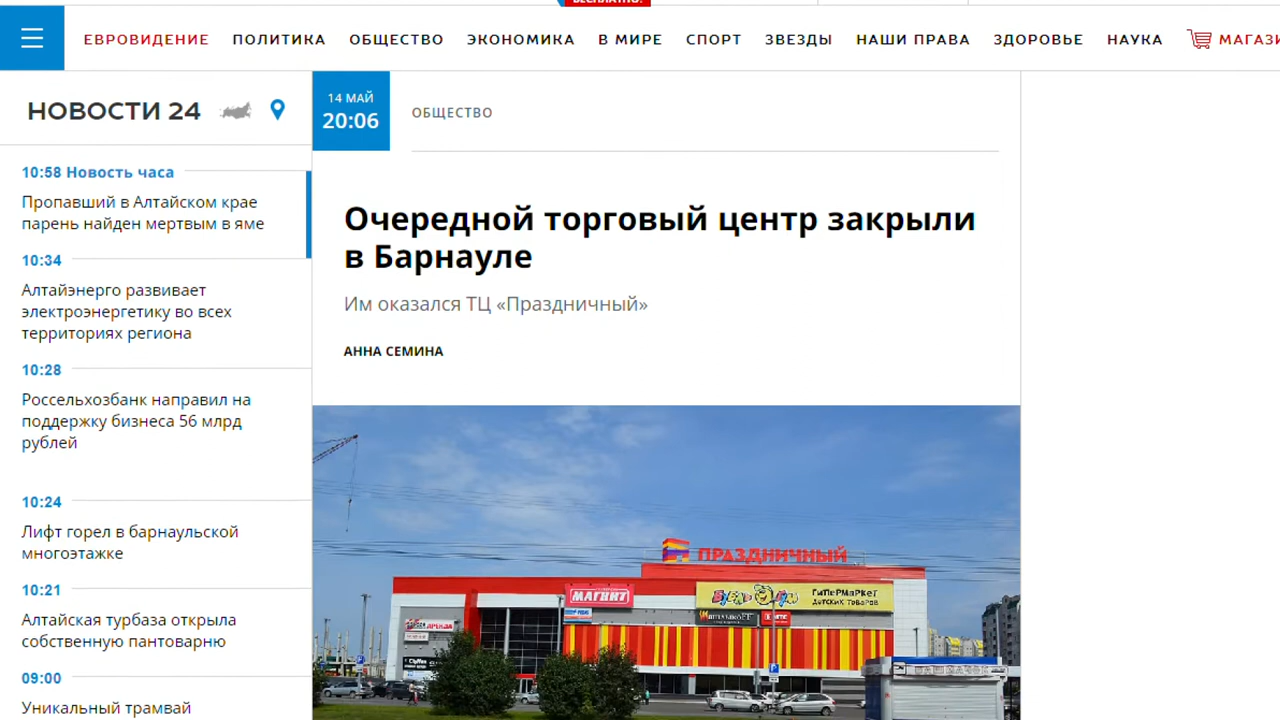 БЕСПЛАТНО!
ЕВРОВИДЕНИЕ ПОЛИТИКА ОБЩЕСТВО ЭКОНОМИКА В МИРЕ СПОРТ ЗВЕЗДЫ НАШИ ПРАВА ЗДОРОВЬЕ НАУКА
НОВОСТИ 24
10:58 Новость часа
Пропавший в Алтайском крае
парень найден мертвым в яме
10:34
Алтайэнерго развивает
электроэнергетику во всех
территориях региона
10:28
Россельхозбанк направил на
поддержку бизнеса 56 млрд
рублей
10:24
Лифт горел в барнаульской
многоэтажке
10:21
Алтайская турбаза открыла
собственную пантоварню
09:00
Уникальный трамвай
14 МАЙ
20:06
ОБЩЕСТВО
Очередной торговый центр закрыли
в Барнауле
Им оказался ТЦ «Праздничный»
АННА СЕМИНА
ПРАЗДНИЧНЫЙ
МАГНИТ
ГИПЕРМАРКЕТ
ДЕТСКИХ ТОВАРОВ
АРЕНДА